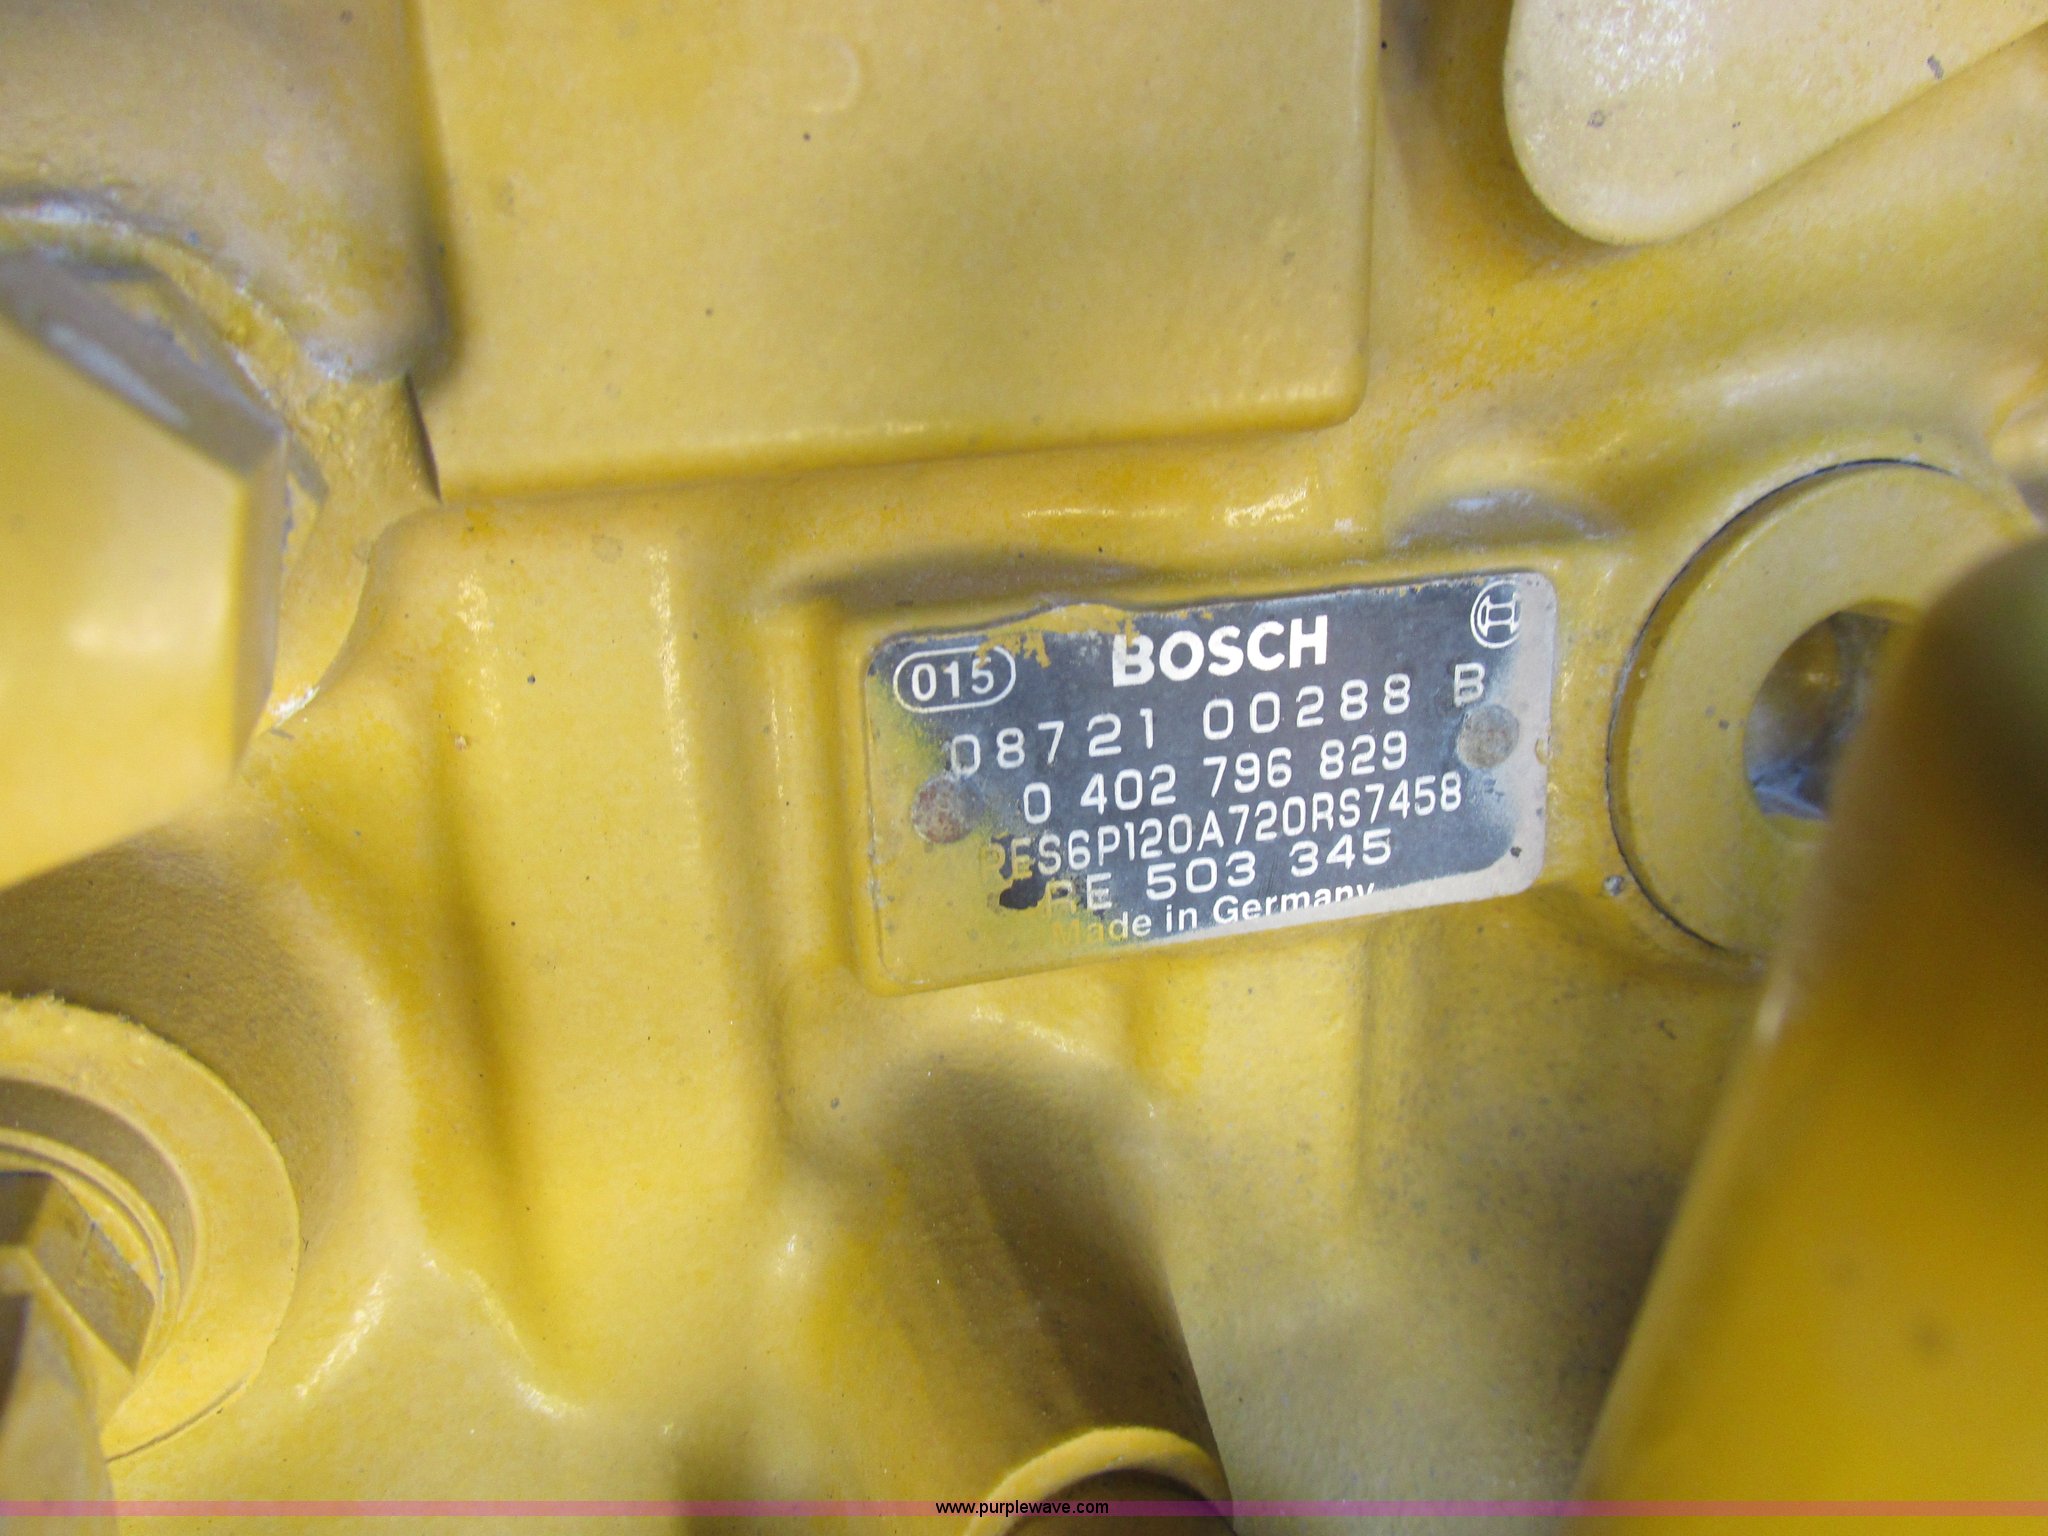 015
BOSCH
08721 00288 B
0 402 796 829
PES6P120A720RS7458
RE 503 345
Made in Germany
www.purplewave.com